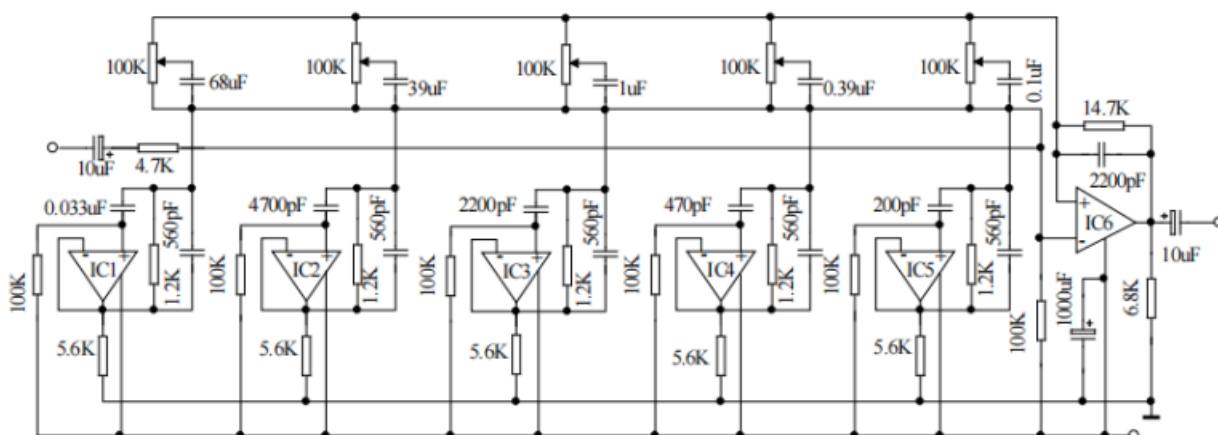 100K
68uF
100K
39uF
100K
1uF
100K
0.39uF
100K
0.1uF
14.7K
2200pF
10uF
+
4.7K
0.033uF
560pF
4700pF
560pF
2200pF
560pF
470pF
560pF
200pF
560pF
+
IC6
-
+
10uF
100K
-
IC1
+
1.2K
100K
-
IC2
+
1.2K
100K
-
IC3
+
1.2K
100K
-
IC4
+
1.2K
100K
-
IC5
+
1.2K
100K
1000uF
+
6.8K
5.6K
5.6K
5.6K
5.6K
5.6K